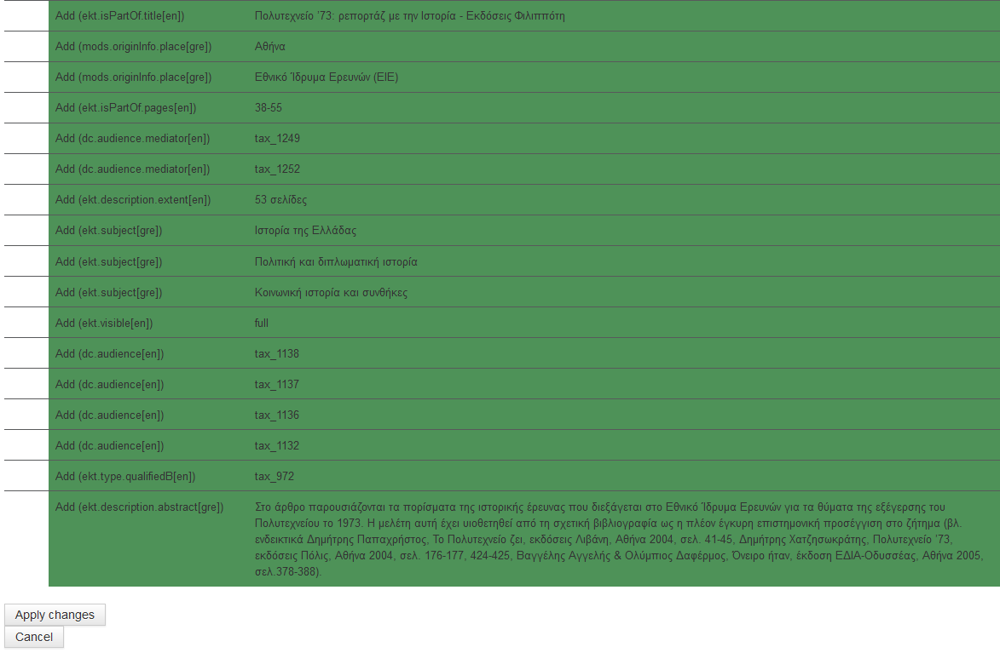 Add (ekt.isPartOf.title[en]) Πολυτεχνείο '73: ρεπορτάζ με την Ιστορία - Εκδόσεις Φιλιππότη
Add (mods.originInfo.place[gre]) Αθήνα
Add (mods.originInfo.place[gre]) Εθνικό Ίδρυμα Ερευνών (ΕΙΕ)
Add (ekt.isPartOf.pages[en]) 38-55
Add (dc.audience.mediator[en]) tax_1249
Add (dc.audience.mediator[en]) tax_1252
Add (ekt.description.extent[en]) 53 σελίδες
Add (ekt.subject[gre]) Ιστορία της Ελλάδας
Add (ekt.subject[gre]) Πολιτική και διπλωματική ιστορία
Add (ekt.subject[gre]) Κοινωνική ιστορία και συνθήκες
Add (ekt.visible[en]) full
Add (dc.audience[en]) tax_1138
Add (dc.audience[en]) tax_1137
Add (dc.audience[en]) tax_1136
Add (dc.audience[en]) tax_1132
Add (ekt.type.qualifiedB[en]) tax_972
Add (ekt.description.abstract[gre]) Στο άρθρο παρουσιάζονται τα πορίσματα της ιστορικής έρευνας που διεξάγεται στο Εθνικό Ίδρυμα Ερευνών για τα θύματα της εξέγερσης του
Πολυτεχνείου το 1973. Η μελέτη αυτή έχει υιοθετηθεί από τη σχετική βιβλιογραφία ως η πλέον έγκυρη επιστημονική προσέγγιση στο ζήτημα (βλ.
ενδεικτικά Δημήτρης Παπαχρήστος, Το Πολυτεχνείο ζει, εκδόσεις Λιβάνη, Αθήνα 2004, σελ. 41-45, Δημήτρης Χατζησωκράτης, Πολυτεχνείο '73,
εκδόσεις Πόλις, Αθήνα 2004, σελ. 176-177, 424-425, Βαγγέλης Αγγελής & Ολύμπιος Δαφέρμος, Όνειρο ήταν, έκδοση ΕΔΙΑ-Οδυσσέας, Αθήνα 2005,
σελ.378-388).
Apply changes
Cancel